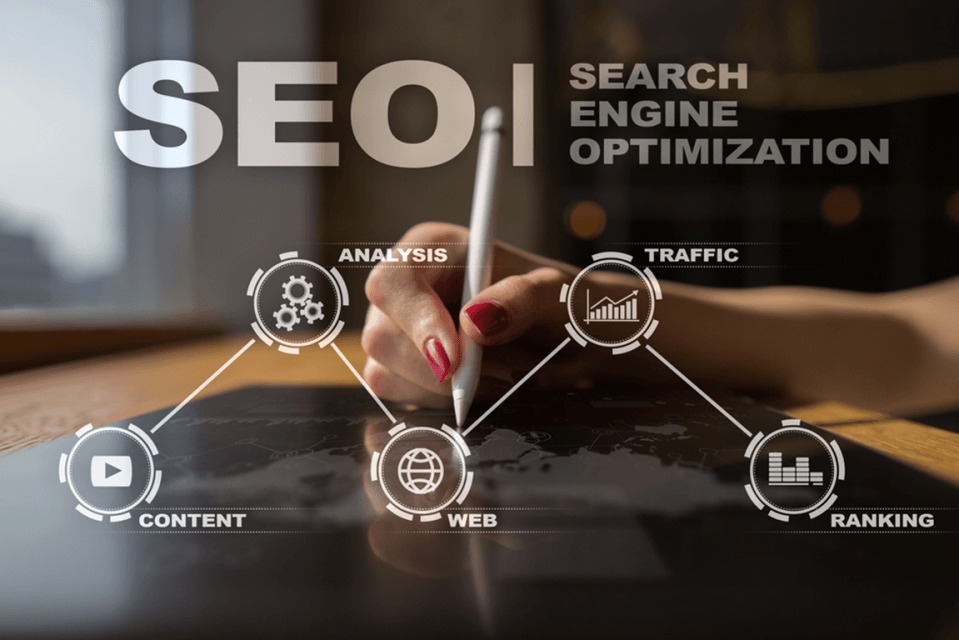 SEO|
SEARCH
ENGINE
OPTIMIZATION
ANALYSIS
TRAFFIC
CONTENT
WEB
RANKING